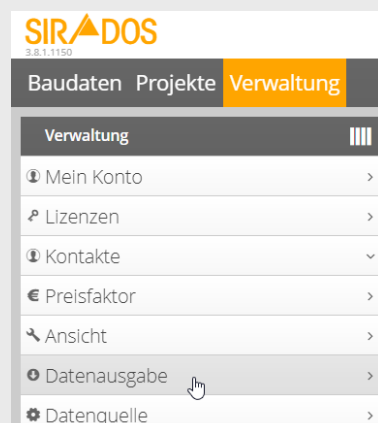 SIRADOS
3.8.1.1150
Baudaten Projekte Verwaltung
Verwaltung
Mein Konto
Lizenzen
Kontakte
Preisfaktor
Ansicht
Datenausgabe
Datenquelle